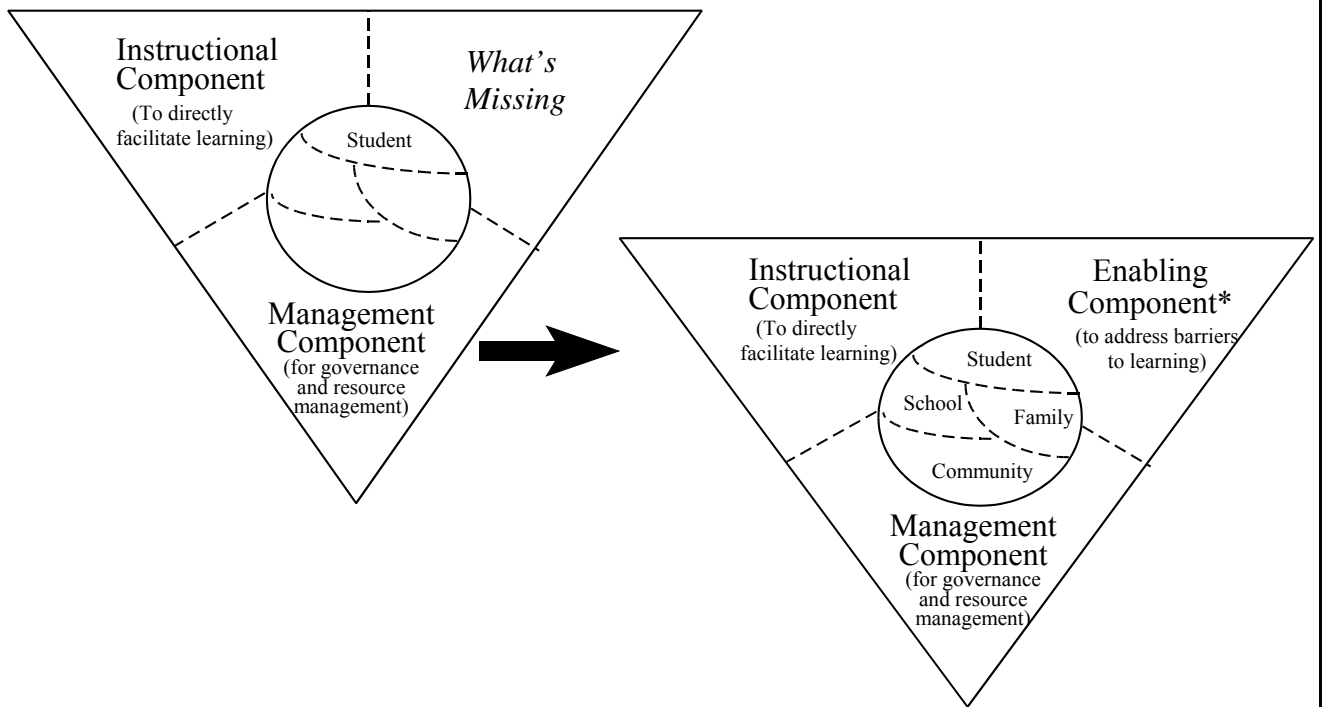 Instructional
Component
(To directly
facilitate learning)
What's
Missing
Student
Management
Component
(for governance
and resource
management)
Instructional
Component
(To directly
facilitate learning)
Enabling
Component*
(to address barriers
to learning)
Student
School
Family
Community
Management
Component
(for governance
and resource
management)